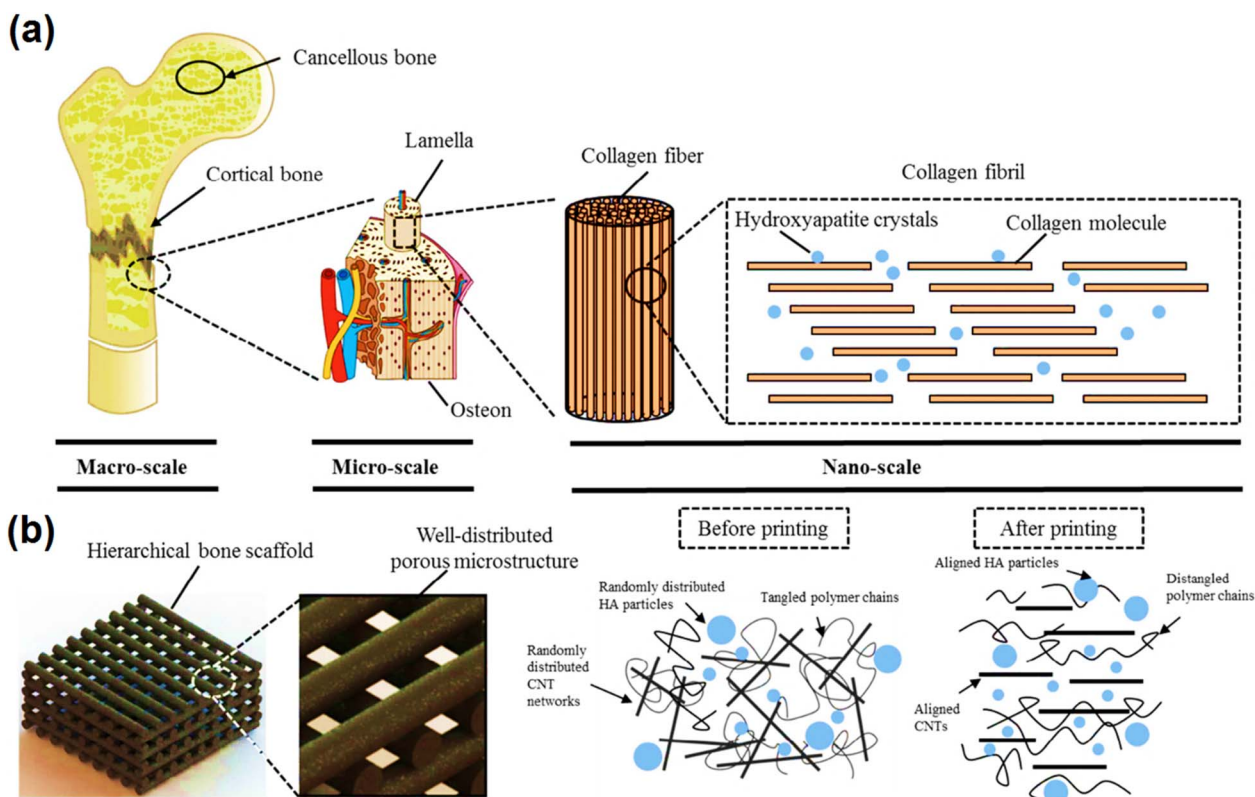 (a)
Cancellous bone
Cortical bone
Lamella
Osteon
Collagen fiber
Collagen fibril
Hydroxyapatite crystals
Collagen molecule
Macro-scale
Micro-scale
Nano-scale
(b)
Hierarchical bone scaffold
Well-distributed
porous microstructure
Before printing
Randomly distributed
HA particles
Tangled polymer chains
Randomly
distributed
CNT
networks
After printing
Aligned HA particles
Distangled
polymer chains
Aligned
CNTs